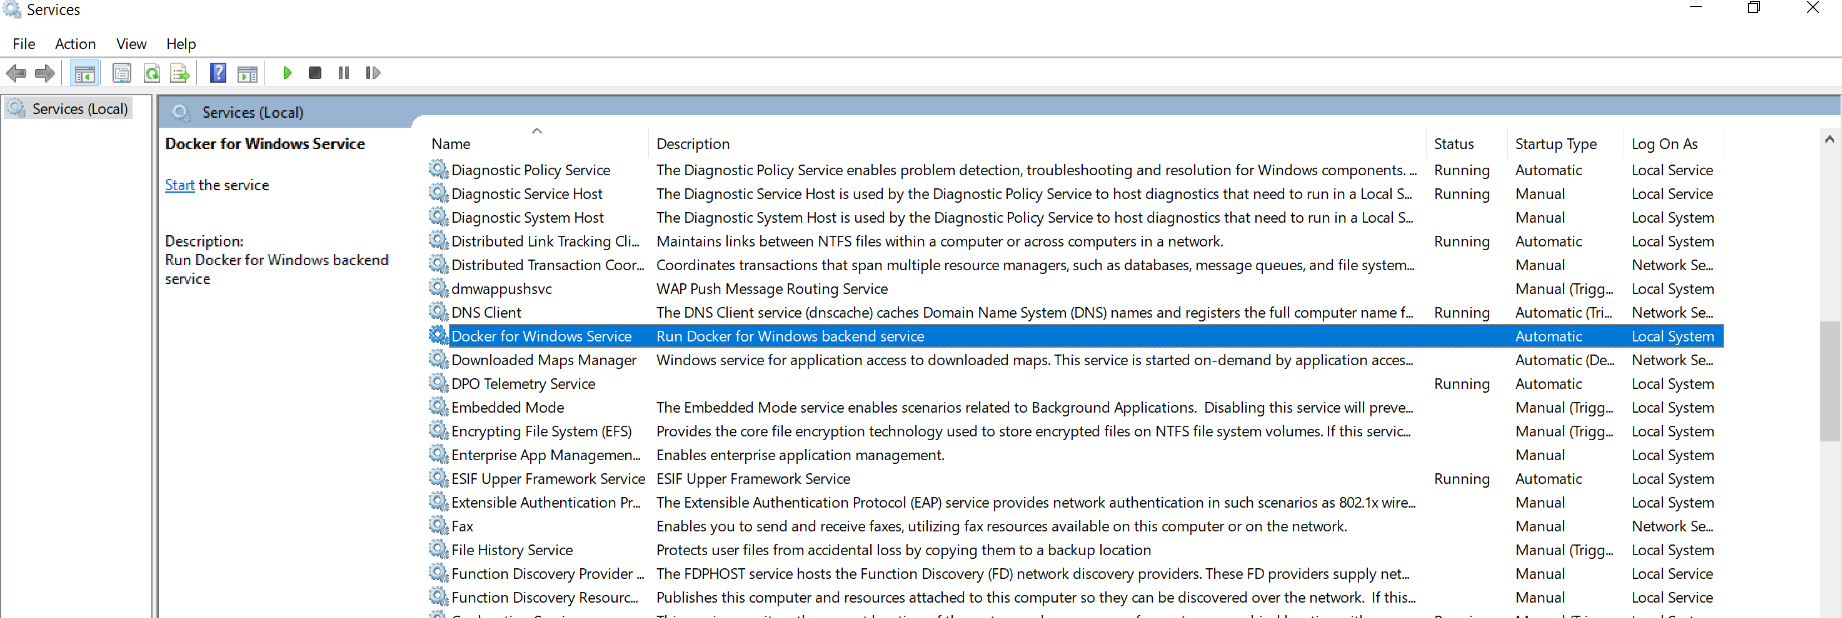 Services
File Action View Help
Services (Local)
Services (Local)
Docker for Windows Service
Start the service
Description:
Run Docker for Windows backend
service
Name Description Status Startup Type Log On As
Diagnostic Policy Service The Diagnostic Policy Service enables problem detection, troubleshooting and resolution for Windows components. ... Running Automatic Local Service
Diagnostic Service Host The Diagnostic Service Host is used by the Diagnostic Policy Service to host diagnostics that need to run in a Local S... Running Manual Local Service
Diagnostic System Host The Diagnostic System Host is used by the Diagnostic Policy Service to host diagnostics that need to run in a Local S... Manual Local System
Distributed Link Tracking Cli... Maintains links between NTFS files within a computer or across computers in a network. Running Automatic Local System
Distributed Transaction Coor... Coordinates transactions that span multiple resource managers, such as databases, message queues, and file system... Manual Network Se...
dmwappushsvc WAP Push Message Routing Service Manual (Trigg... Local System
DNS Client The DNS Client service (dnscache) caches Domain Name System (DNS) names and registers the full computer name f... Running Automatic (Tri... Network Se...
Docker for Windows Service Run Docker for Windows backend service Automatic Local System
Downloaded Maps Manager Windows service for application access to downloaded maps. This service is started on-demand by application acces... Automatic (De... Network Se...
DPO Telemetry Service Running Automatic Local System
Embedded Mode The Embedded Mode service enables scenarios related to Background Applications. Disabling this service will preve... Manual (Trigg... Local System
Encrypting File System (EFS) Provides the core file encryption technology used to store encrypted files on NTFS file system volumes. If this servic... Manual (Trigg... Local System
Enterprise App Managemen... Enables enterprise application management. Manual Local System
ESIF Upper Framework Service ESIF Upper Framework Service Running Automatic Local System
Extensible Authentication Pr... The Extensible Authentication Protocol (EAP) service provides network authentication in such scenarios as 802.1x wire... Manual Local System
Fax Enables you to send and receive faxes, utilizing fax resources available on this computer or on the network. Manual Network Se...
File History Service Protects user files from accidental loss by copying them to a backup location Manual (Trigg... Local System
Function Discovery Provider ... The FDPHOST service hosts the Function Discovery (FD) network discovery providers. These FD providers supply net... Manual Local Service
Function Discovery Resourc... Publishes this computer and resources attached to this computer so they can be discovered over the network. If this... Manual Local Service